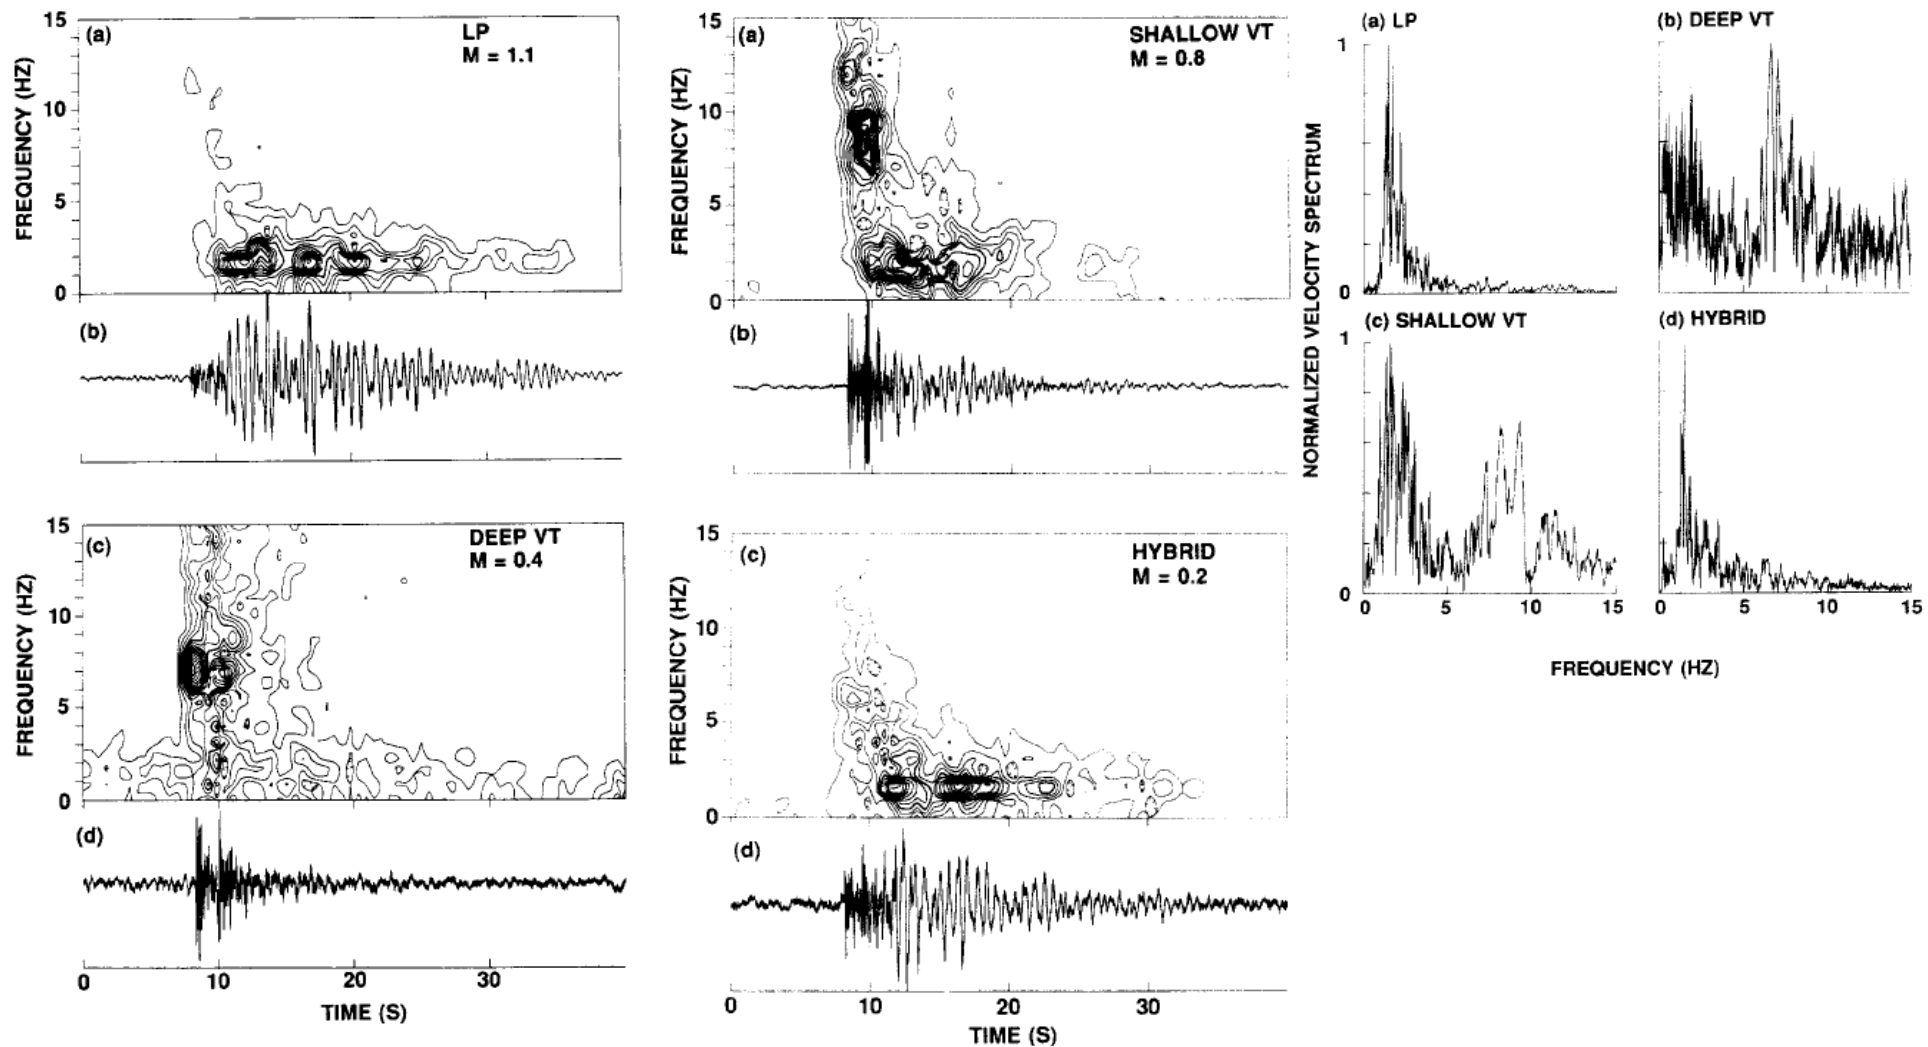 (a)
LP
M = 1.1
FREQUENCY (HZ)
15
10
5
0
(b)
(c)
DEEP VT
M = 0.4
FREQUENCY (HZ)
15
10
5
0
(d)
0 10 20 30
TIME (S)
(a)
SHALLOW VT
M = 0.8
FREQUENCY (HZ)
15
10
5
0
(b)
(c)
HYBRID
M = 0.2
FREQUENCY (HZ)
15
10
5
0
(d)
0 10 20 30
TIME (S)
NORMALIZED VELOCITY SPECTRUM
(a) LP
1
0
(b) DEEP VT
(c) SHALLOW VT
1
0
0 5 10 15
(d) HYBRID
0 5 10 15
FREQUENCY (HZ)